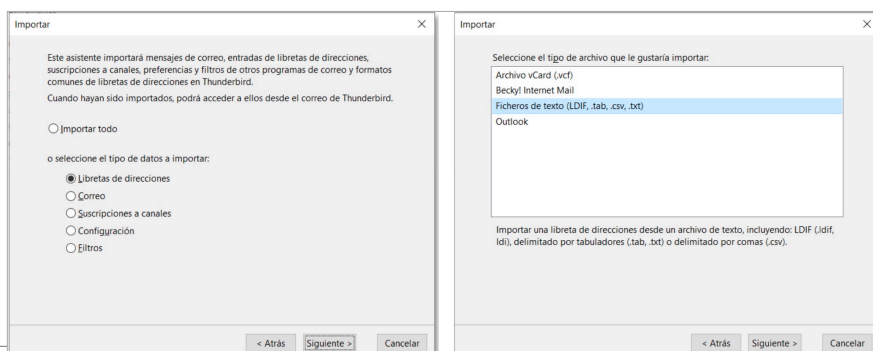 Importar
Este asistente importará mensajes de correo, entradas de libretas de direcciones,
suscripciones a canales, preferencias y filtros de otros programas de correo y formatos
comunes de libretas de direcciones en Thunderbird.
Cuando hayan sido importados, podrá acceder a ellos desde el correo de Thunderbird.
Importar todo
o seleccione el tipo de datos a importar:
Libretas de direcciones
Correo
Suscripciones a canales
Configuración
Filtros
< Atrás Siguiente > Cancelar
Importar
Seleccione el tipo de archivo que le gustaría importar:
Archivo vCard (.vcf)
Becky! Internet Mail
Ficheros de texto (LDIF, .tab, .csv, .txt)
Outlook
Importar una libreta de direcciones desde un archivo de texto, incluyendo: LDIF (.ldif,
ldi), delimitado por tabuladores (.tab, .txt) o delimitado por comas (.csv).
< Atrás Siguiente > Cancelar